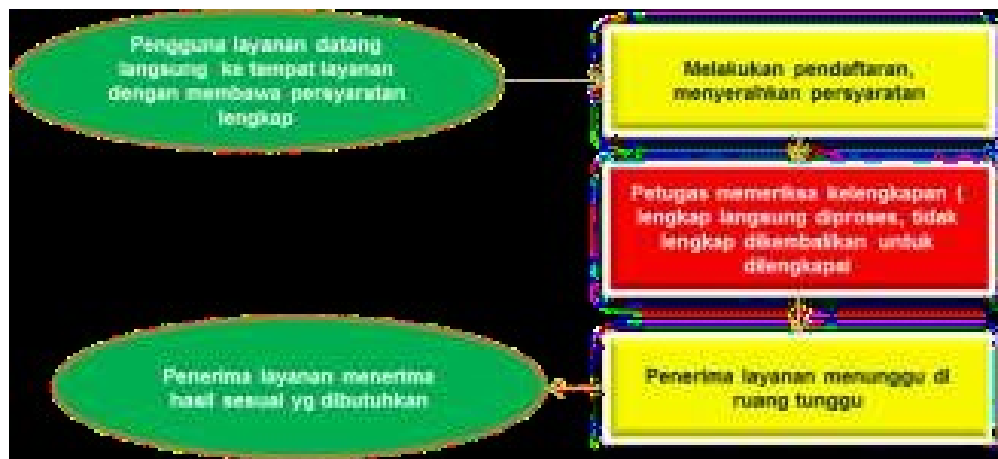 Pengguna layanan datang
langsung ke tempat layanan
dengan membawa persyaratan
lengkap
Melakukan pendaftaran,
menyerahkan persyaratan
Petugas memeriksa kelengkapan (
lengkap langsung diproses, tidak
lengkap dikembalikan untuk
dilengkapai
Penerima layanan menunggu di
ruang tunggu
Penerima layanan menerima
hasil sesuai yg dibutuhkan